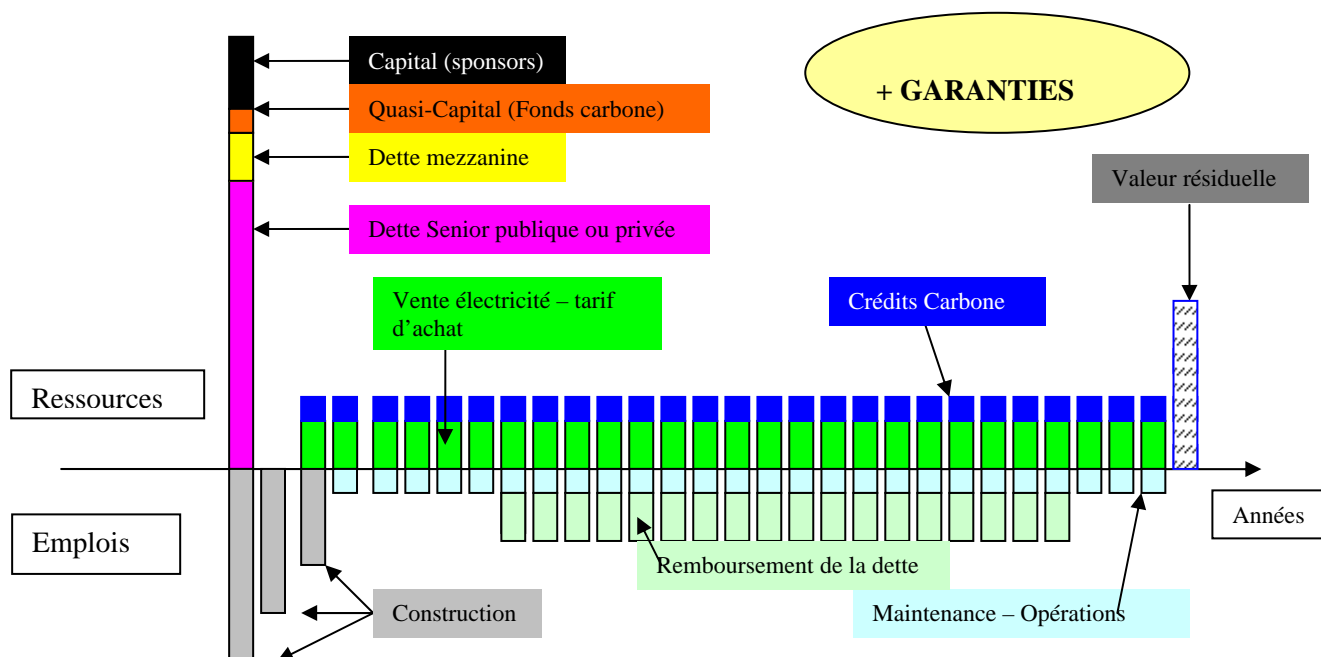 Capital (sponsors)
+ GARANTIES
Quasi-Capital (Fonds carbone)
Dette mezzanine
Valeur résiduelle
Dette Senior publique ou privée
Vente électricité – tarif
d’achat
Crédits Carbone
Ressources
Années
Emplois
Remboursement de la dette
Construction
Maintenance – Opérations